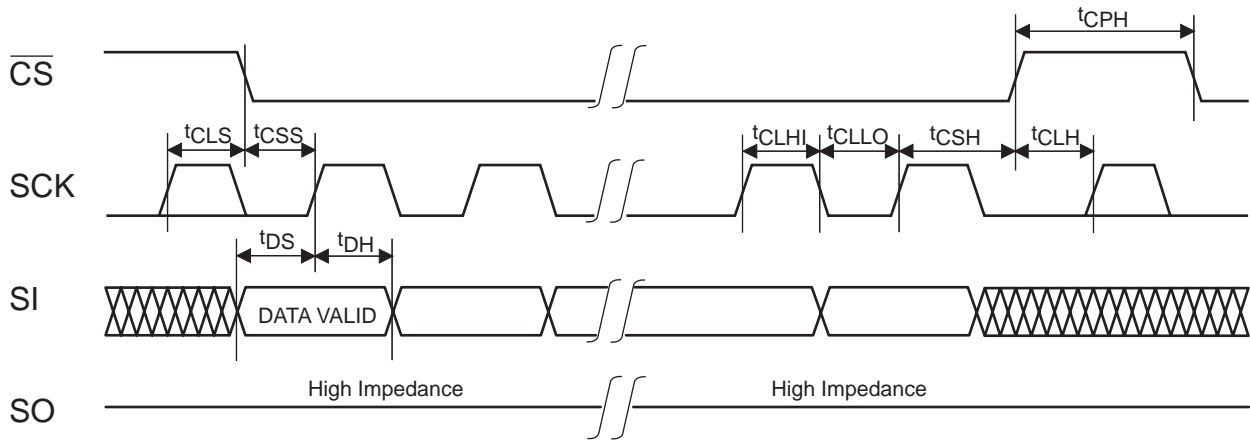 tCPH
CS
tCLS tCSS tCLHI tCLLO tCSH tCLH
SCK
tDS tDH
SI DATA VALID
High Impedance High Impedance
SO